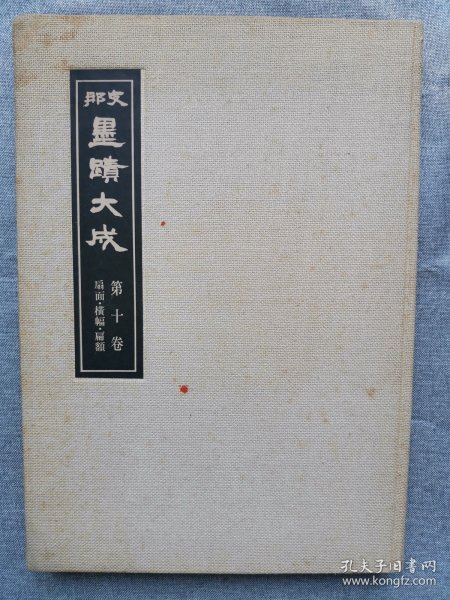 支那
墨蹟大成
第十卷
扇面・橫幅・扁額
孔夫子旧书网
www.kongfz.com